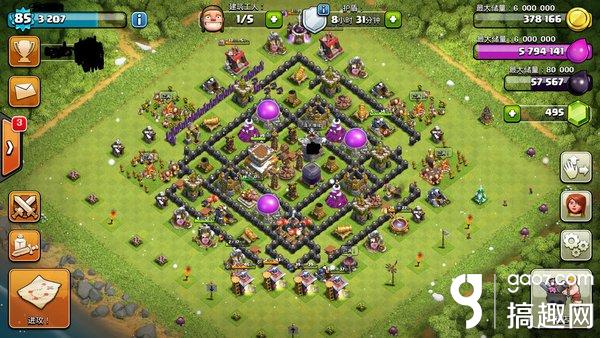 85 3 207
建筑工人:
1/5
护盾
8小时 31分钟
最大储量: 6 000 000
378 166
最大储量: 6 000 000
5 794 141
最大储量: 80 000
57 567
495
3
进攻!
gao7.com
搞趣网